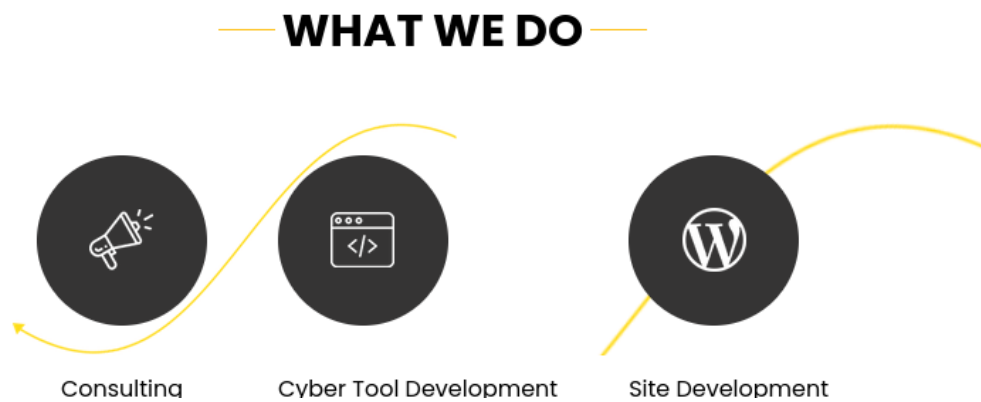 WHAT WE DO
</>
Consulting
Cyber Tool Development
Site Development